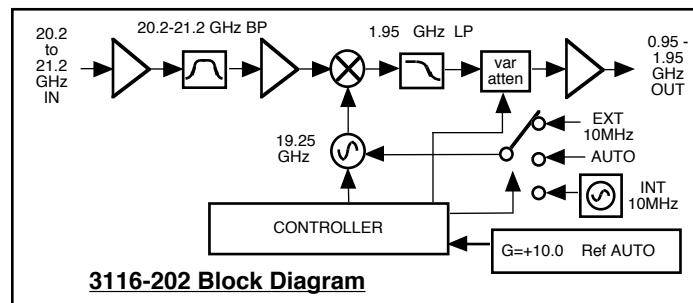 20.2
to
21.2
GHz
IN
20.2-21.2 GHz BP
1.95 GHz LP
var
atten
0.95 -
1.95
GHz
OUT
19.25
GHz
EXT
10MHz
AUTO
INT
10MHz
CONTROLLER
G=+10.0 Ref AUTO
3116-202 Block Diagram